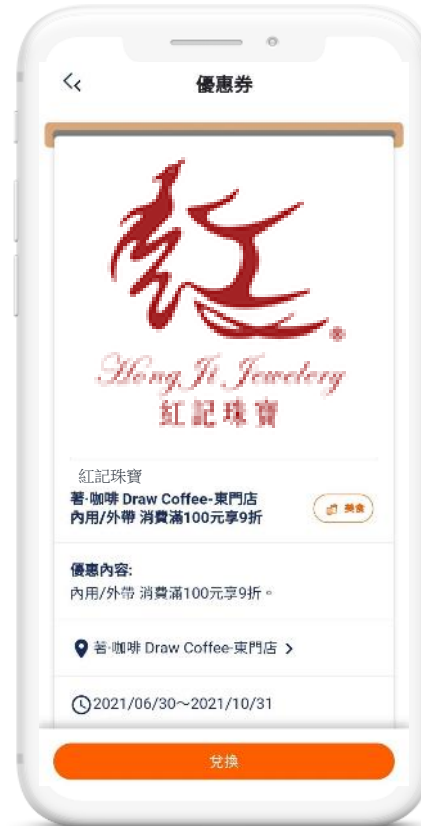 優惠券
紅
®
Hong Ji Jewelery
紅記珠寶
紅記珠寶
著·咖啡 Draw Coffee-東門店
內用/外帶 消費滿100元享9折
美食
優惠內容:
內用/外帶 消費滿100元享9折。
著·咖啡 Draw Coffee-東門店
2021/06/30~2021/10/31
兌換